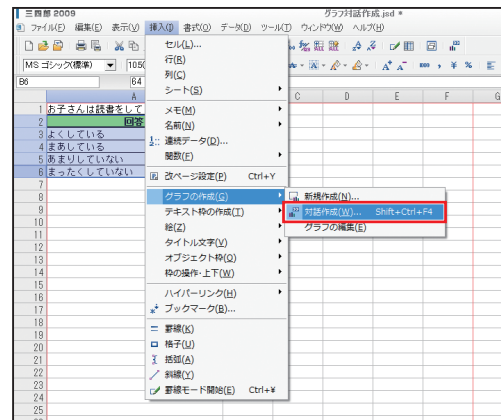 三四郎 2009
グラフ対話作成.jsd *
ファイル(F) 編集(E) 表示(V) 挿入(I) 書式(O) データ(D) ツール(T) ウィンドウ(W) ヘルプ(H)
MS ゴシック(標準)
B6
A C D E F G
1 お子さんは読書をして
2 回答
3 よくしている
4 まあしている
5 あまりしていない
6 まったくしていない
7
8
9
10
11
12
13
14
15
16
17
18
19
20
21
22
23
24
25
セル(L)...
行(R)
列(C)
シート(S)
メモ(M)
名前(N)
連続データ(D)...
関数(F)
改ページ設定(P) Ctrl+Y
グラフの作成(G)
テキスト枠の作成(T)
絵(Z)
タイトル文字(V)
オブジェクト枠(O)
枠の操作・上下(W)
ハイパーリンク(H)
ブックマーク(B)...
罫線(K)
格子(U)
括弧(A)
斜線(Y)
罫線モード開始(E) Ctrl+¥
新規作成(N)...
対話作成(W)... Shift+Ctrl+F4
グラフの編集(E)